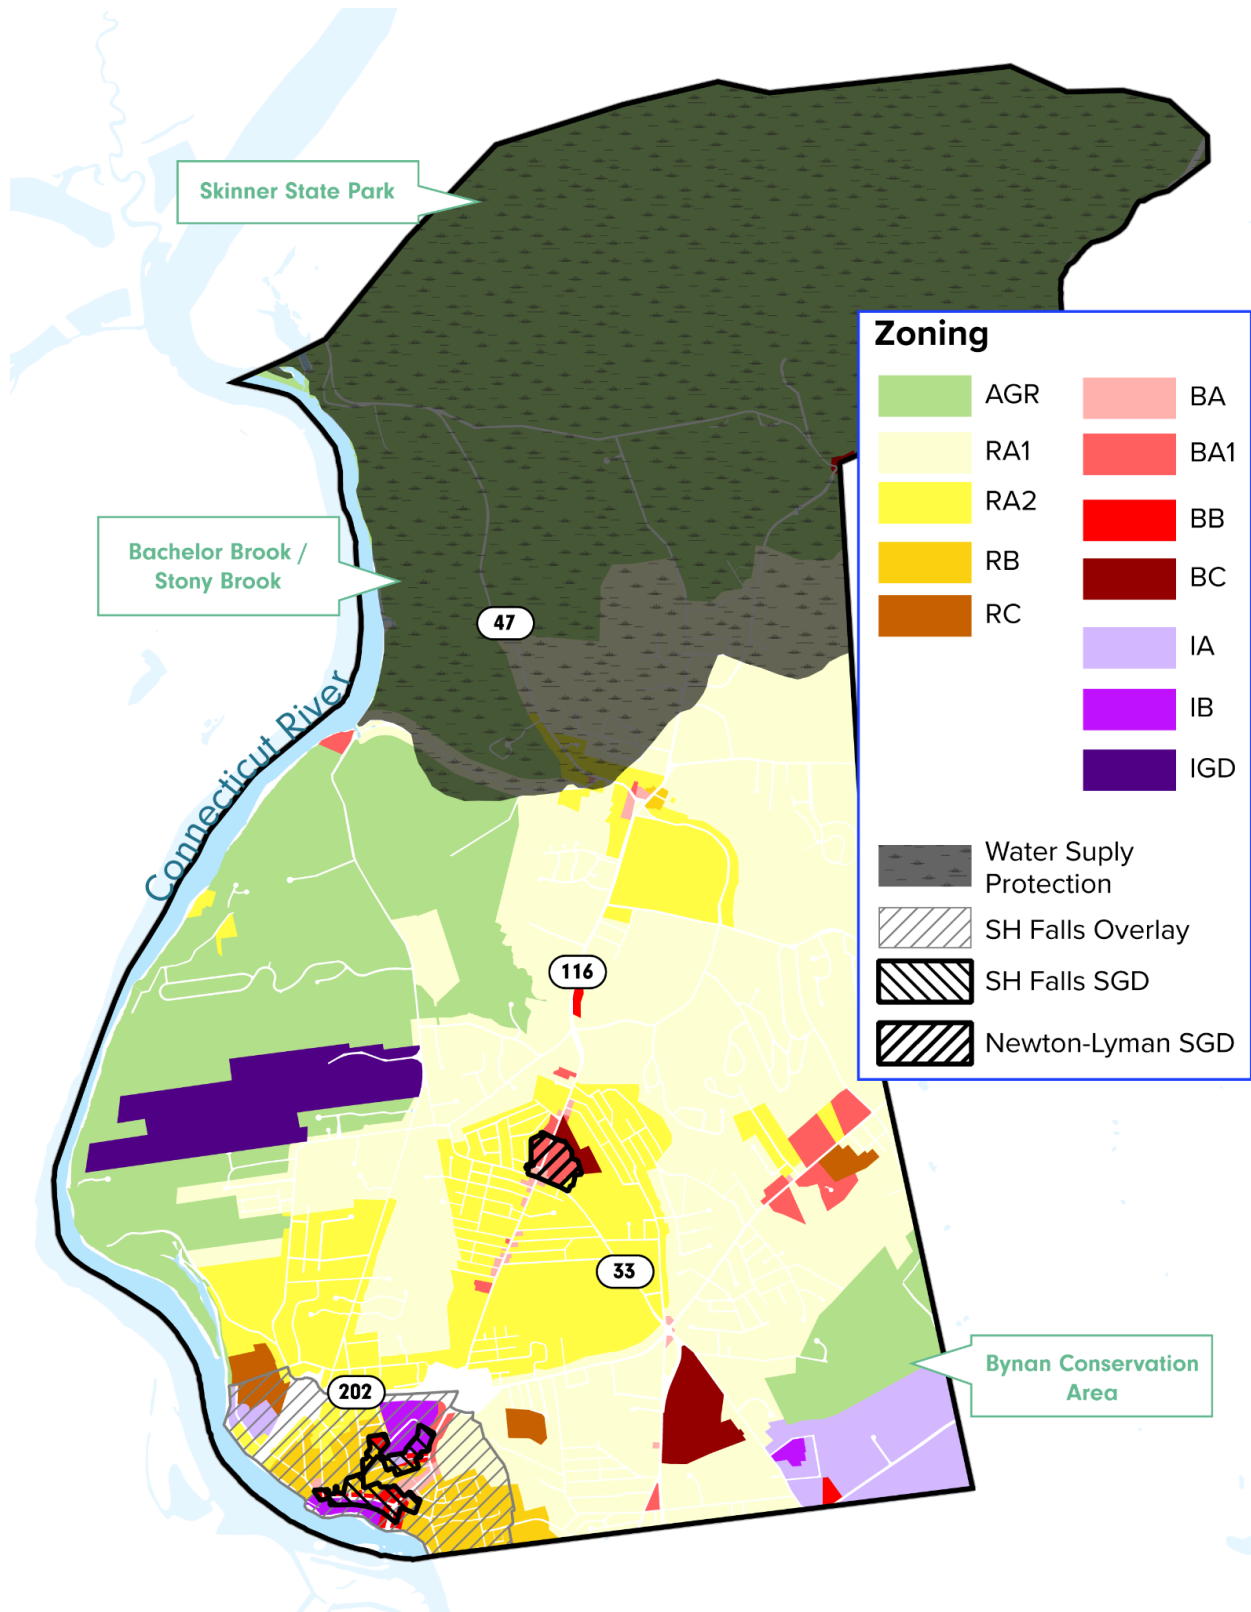 Skinner State Park
Zoning
AGR
RA1
RA2
RB
RC
BA
BA1
BB
BC
IA
IB
IGD
Water Suply
Protection
SH Falls Overlay
SH Falls SGD
Newton-Lyman SGD
Bachelor Brook /
Stony Brook
47
Connecticut River
116
33
Bynan Conservation
Area
202